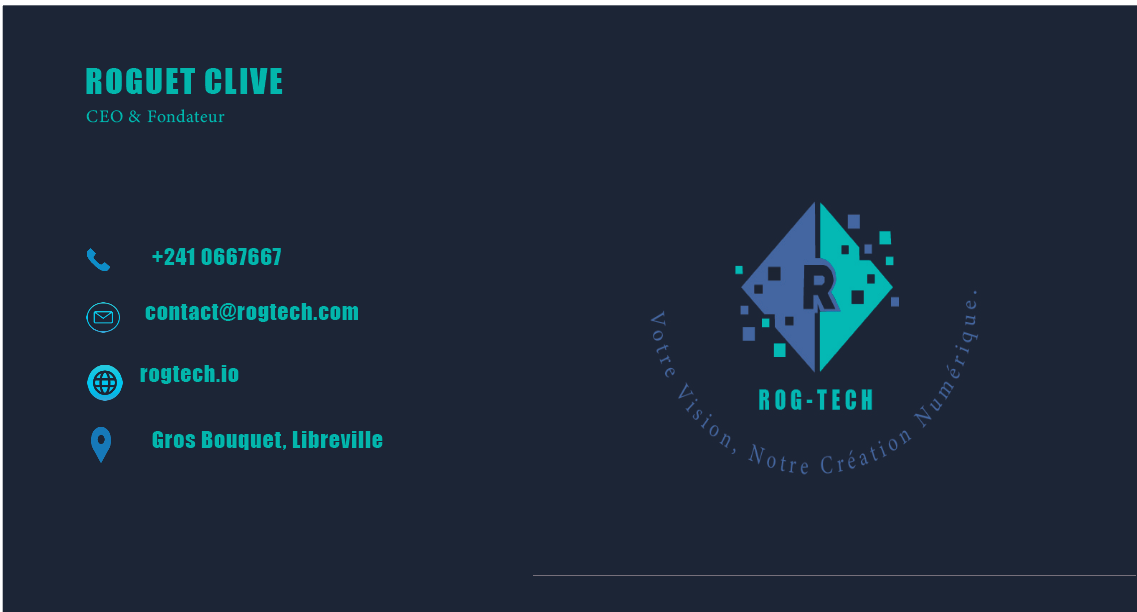 ROGUET CLIVE
CEO & Fondateur
+241 0667667
contact@rogtech.com
rogtech.io
Gros Bouquet, Libreville
R
ROG-TECH
Votre Vision, Notre Création Numérique.